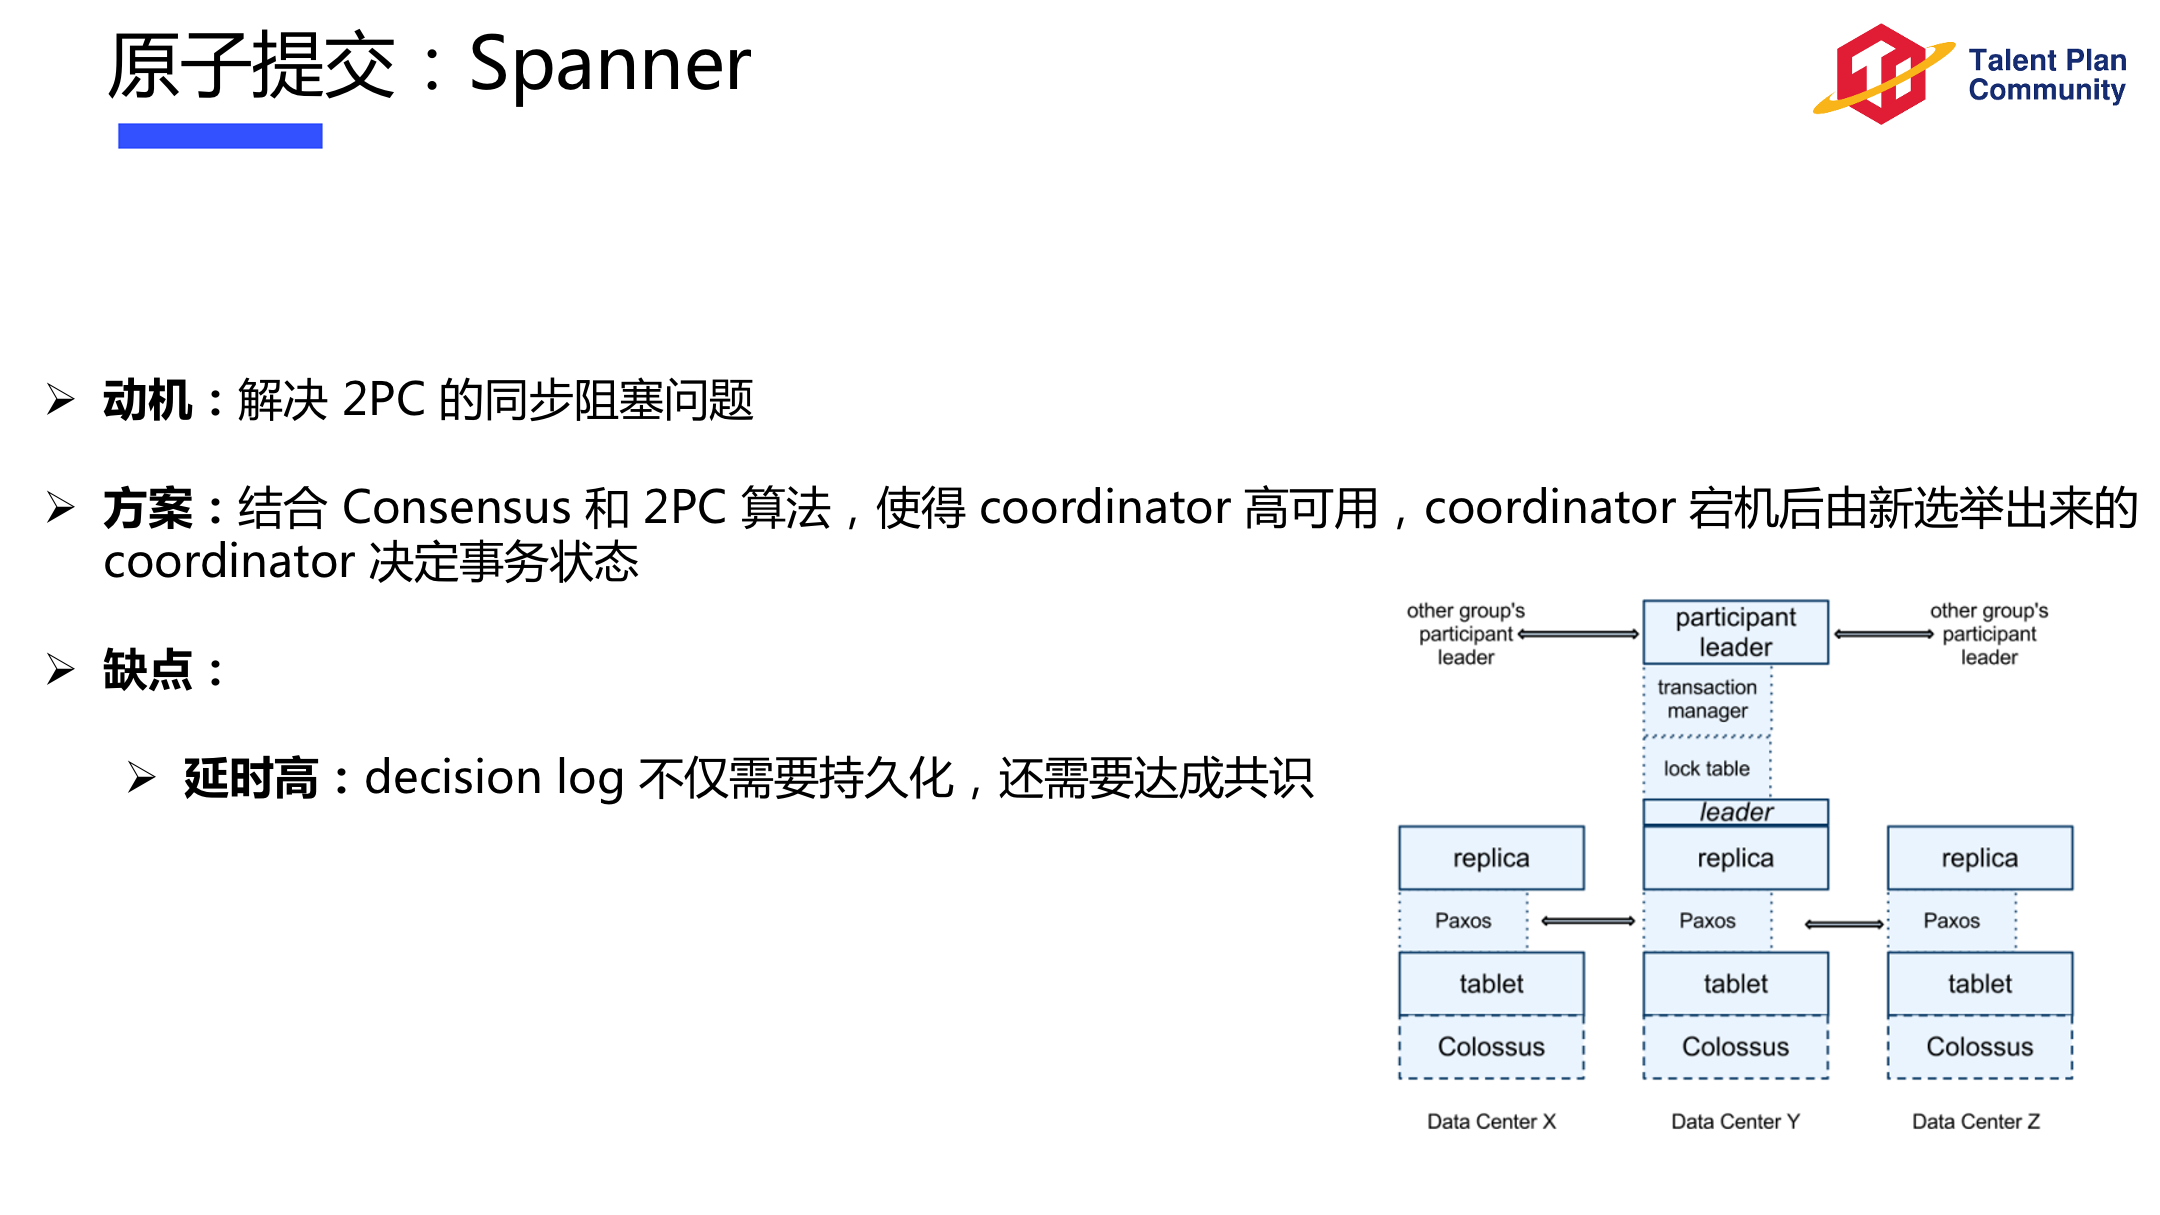 原子提交：Spanner
Talent Plan
Community
动机：解决 2PC 的同步阻塞问题
方案：结合 Consensus 和 2PC 算法，使得 coordinator 高可用，coordinator 宕机后由新选举出来的
coordinator 决定事务状态
缺点：
延时高：decision log 不仅需要持久化，还需要达成共识
other group's
participant
leader
participant
leader
other group's
participant
leader
transaction
manager
lock table
leader
replica
replica
replica
Paxos
Paxos
Paxos
tablet
tablet
tablet
Colossus
Colossus
Colossus
Data Center X
Data Center Y
Data Center Z